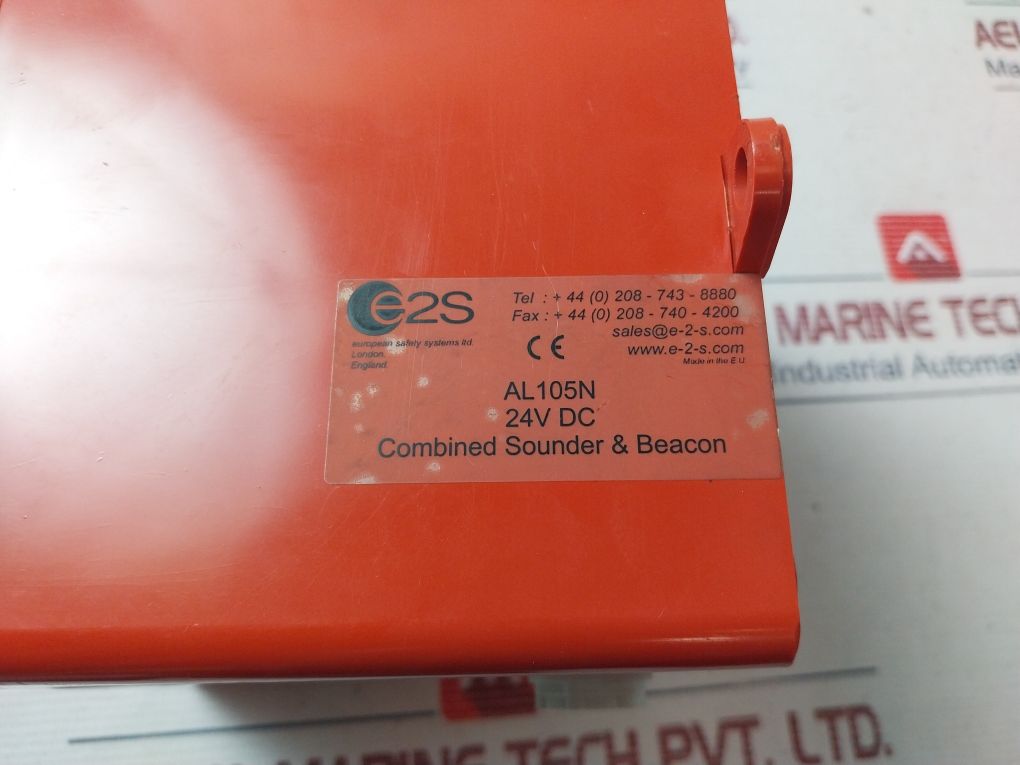 e2S
european safety systems ltd.
London.
England.
Tel : + 44 (0) 208 - 743 - 8880
Fax : + 44 (0) 208 - 740 - 4200
sales@e-2-s.com
www.e-2-s.com
Made in the E.U.
CE
AL105N
24V DC
Combined Sounder & Beacon
MARINE TECH
Industrial Automat
MARINE TECH PVT. LTD.